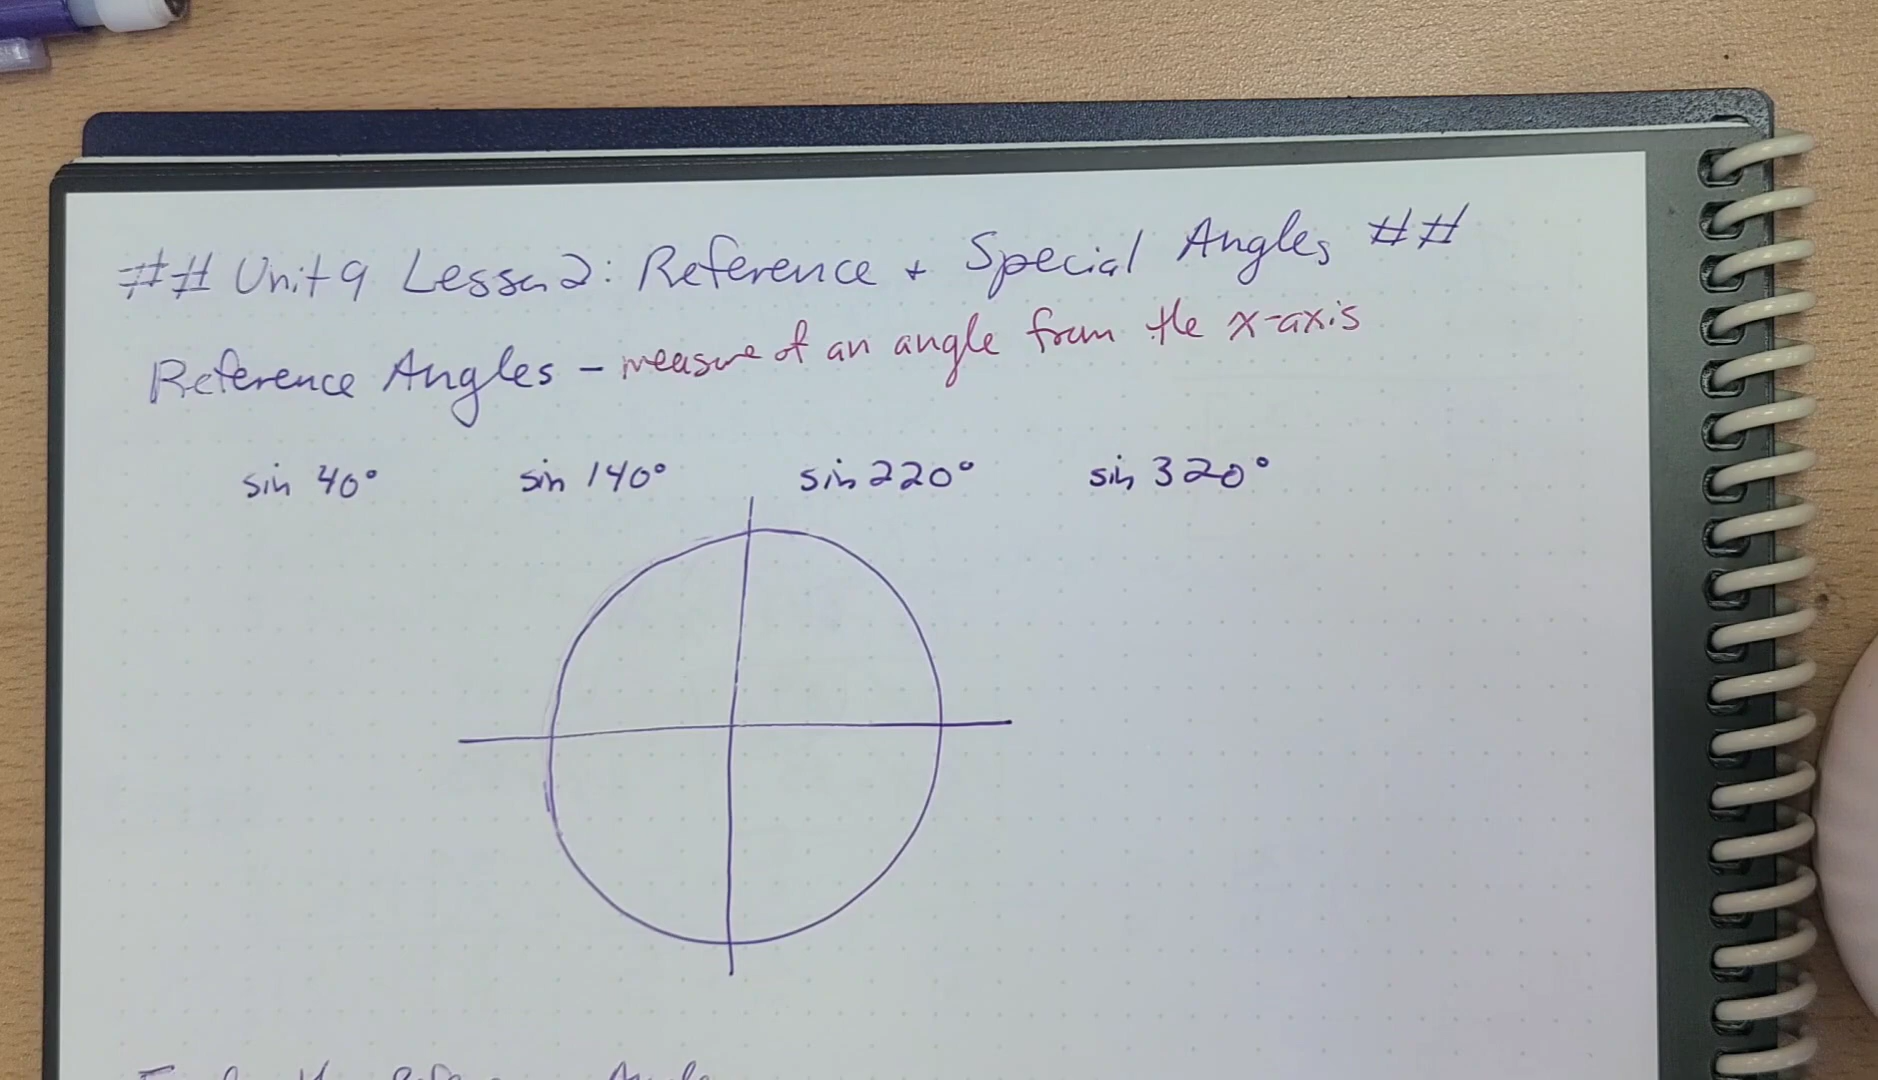 ## Unit 9 Lesson 2: Reference + Special Angles ##
Reference Angles - measure of an angle from the x-axis
sin 40° sin 140° sin 220° sin 320°